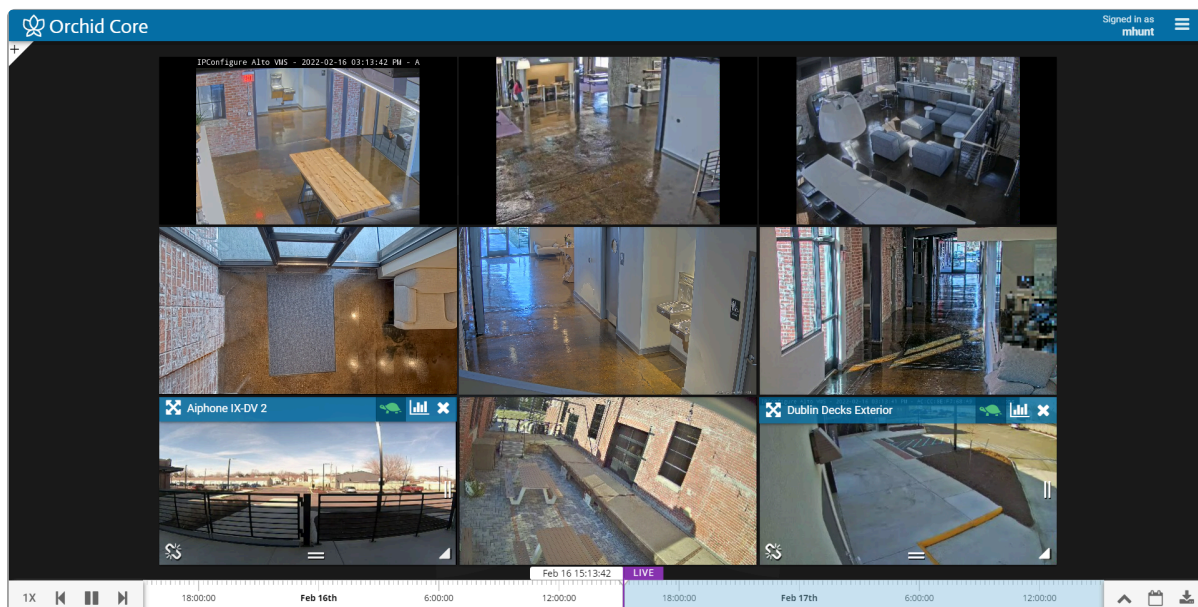 Orchid Core
Signed in as
mhunt
IPConfigure Alto VMS - 2022-02-16 03:13:42 PM - A
Aiphone IX-DV 2
Dublin Decks Exterior
Feb 16 15:13:42
LIVE
1X
18:00:00
Feb 16th
6:00:00
12:00:00
18:00:00
Feb 17th
6:00:00
12:00:00